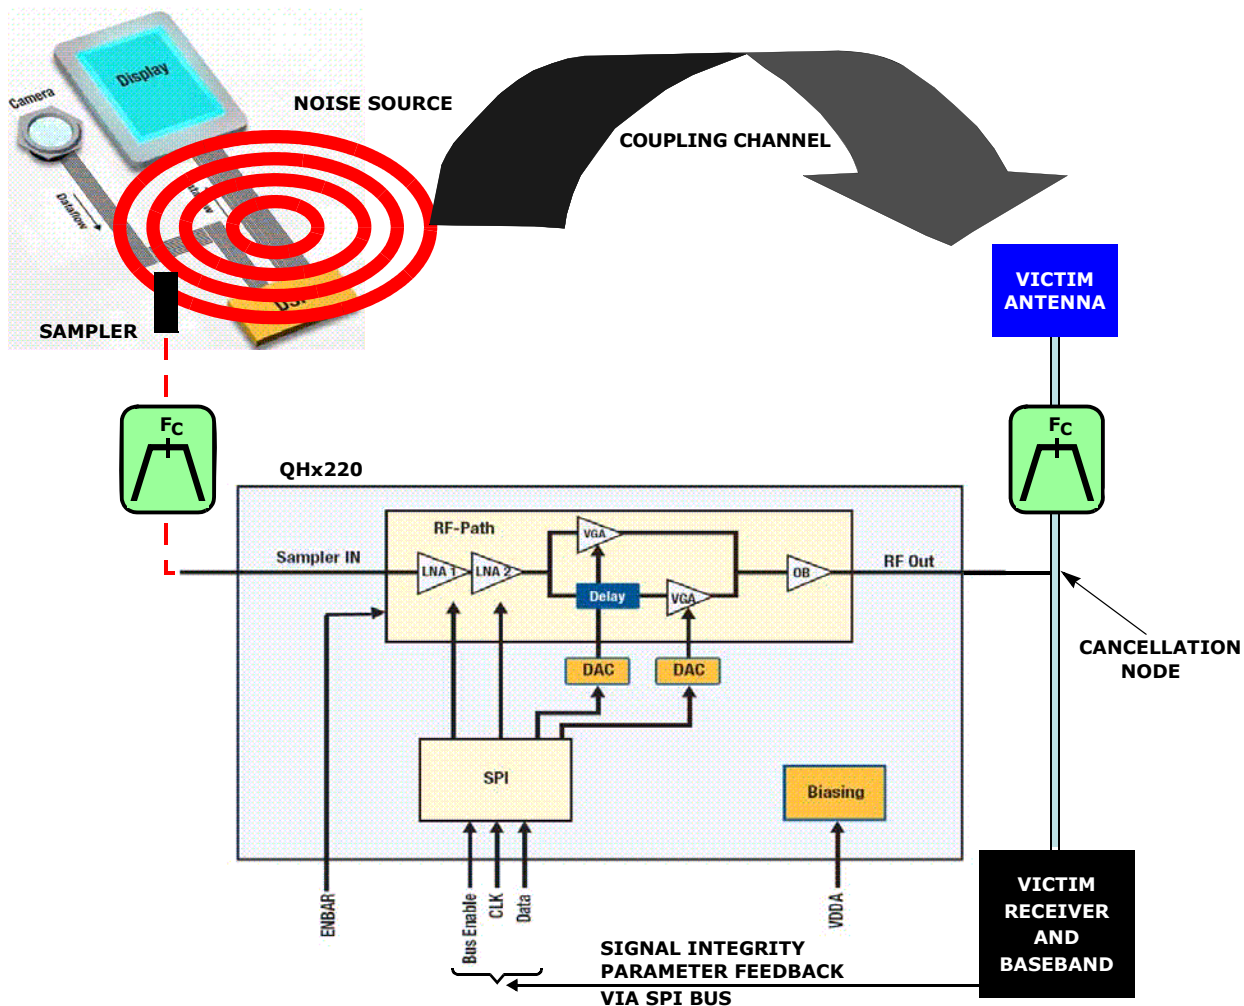 Display
Camera
NOISE SOURCE
COUPLING CHANNEL
Dataflow
VICTIM
ANTENNA
SAMPLER
FC
FC
QHx220
RF-Path
VGA
Sampler IN
LNA 1
LNA 2
OB
RF Out
Delay
VGA
CANCELLATION
NODE
DAC
DAC
SPI
Biasing
ENBAR
Bus Enable
CLK
Data
VDDA
VICTIM
RECEIVER
AND
BASEBAND
SIGNAL INTEGRITY
PARAMETER FEEDBACK
VIA SPI BUS